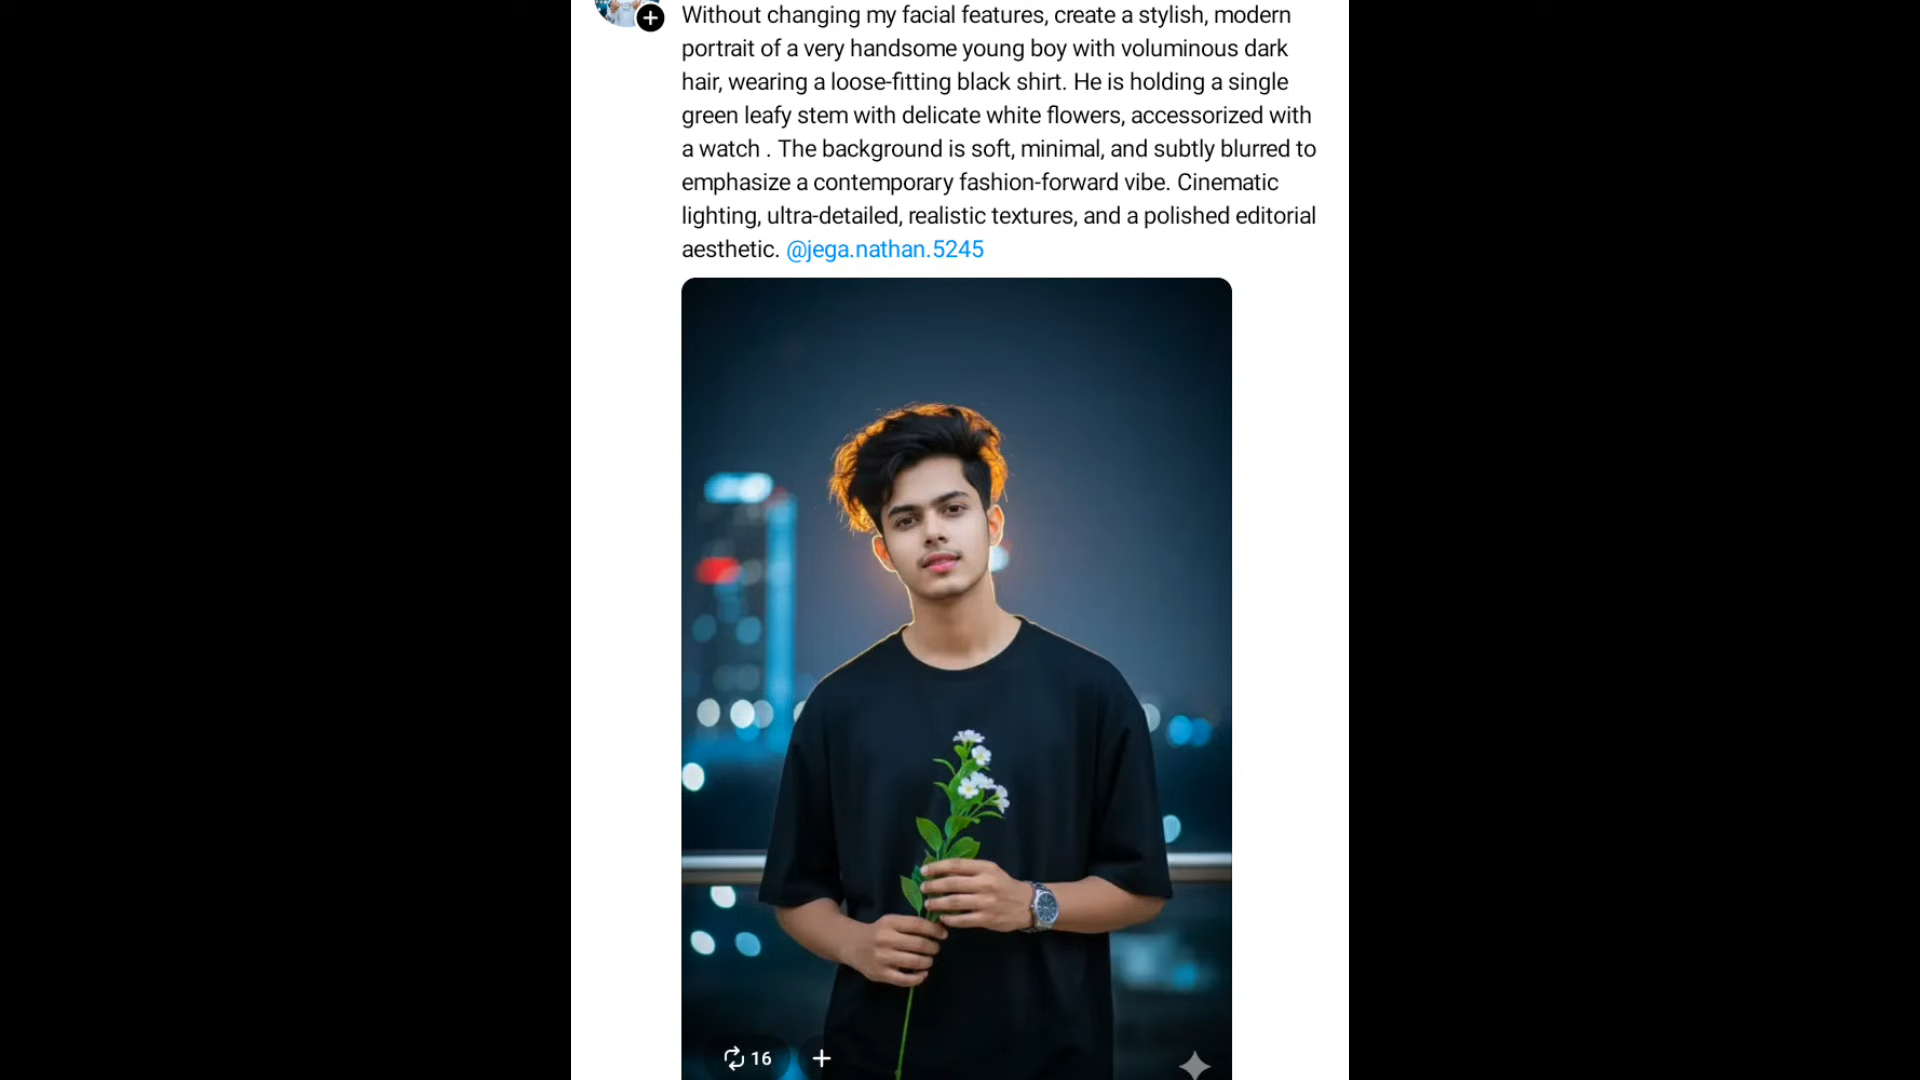 Without changing my facial features, create a stylish, modern
portrait of a very handsome young boy with voluminous dark
hair, wearing a loose-fitting black shirt. He is holding a single
green leafy stem with delicate white flowers, accessorized with
a watch . The background is soft, minimal, and subtly blurred to
emphasize a contemporary fashion-forward vibe. Cinematic
lighting, ultra-detailed, realistic textures, and a polished editorial
aesthetic. @jega.nathan.5245
16